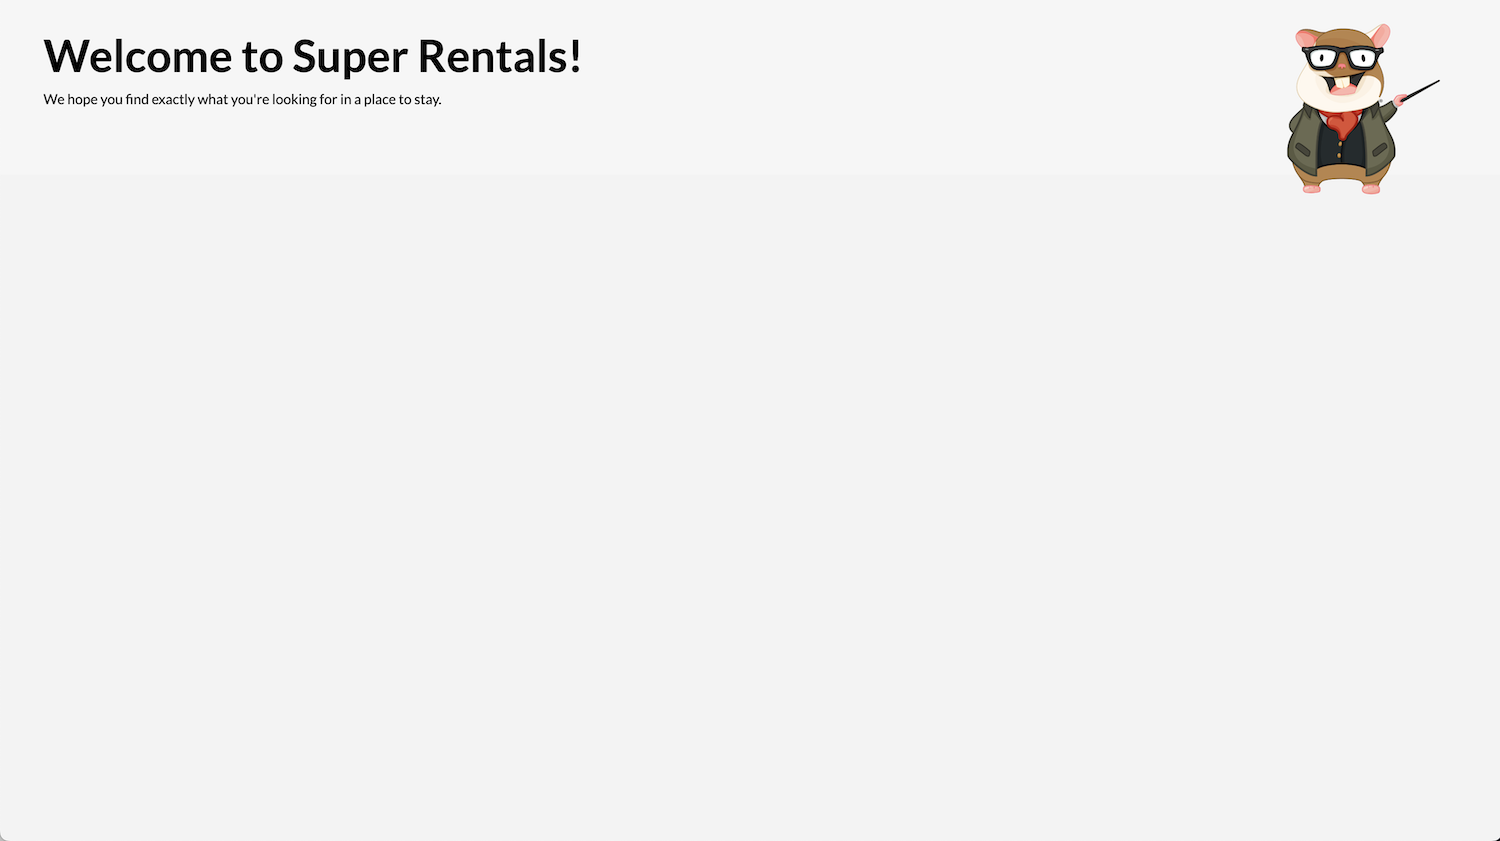 Welcome to Super Rentals!
We hope you find exactly what you're looking for in a place to stay.